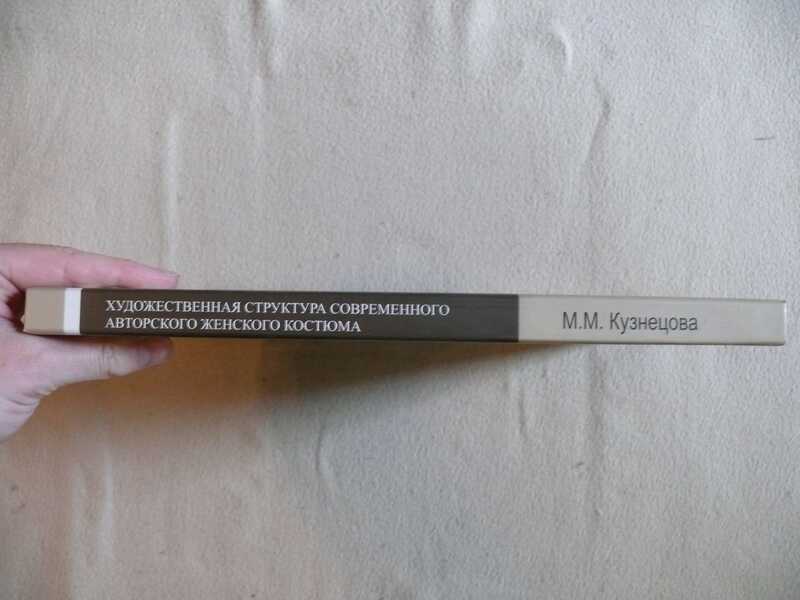 ХУДОЖЕСТВЕННАЯ СТРУКТУРА СОВРЕМЕННОГО
АВТОРСКОГО ЖЕНСКОГО КОСТЮМА
М.М. Кузнецова